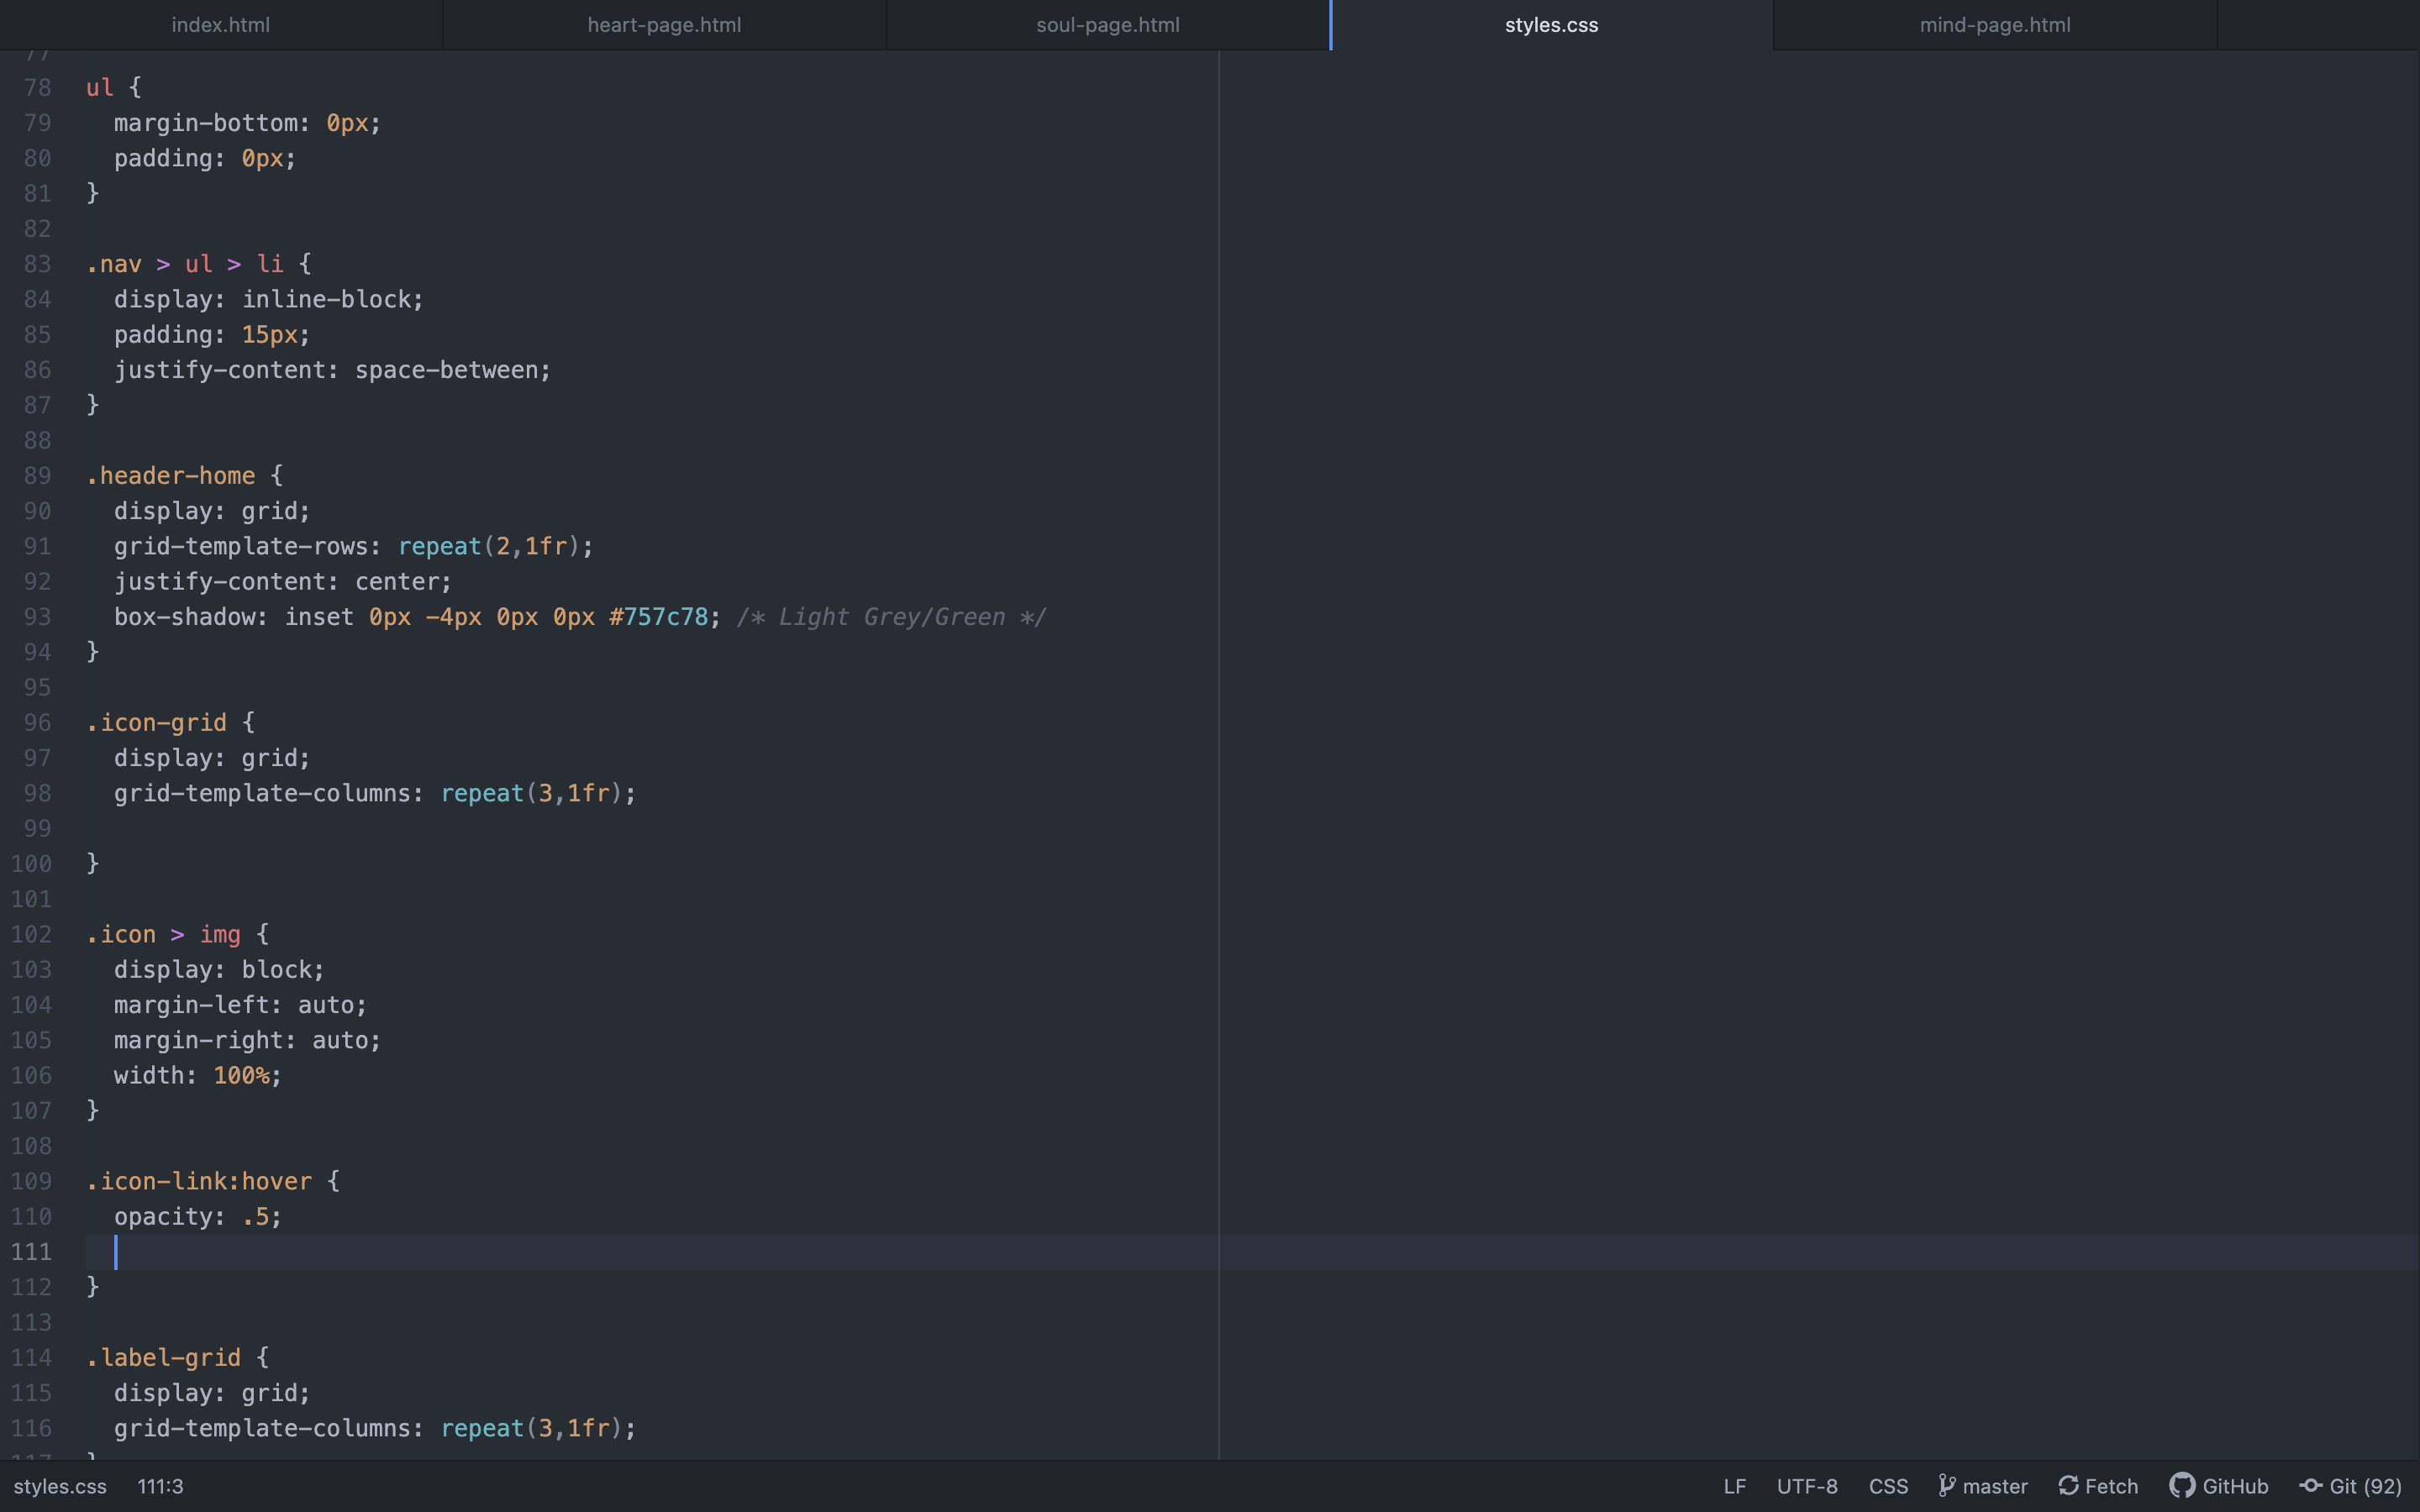 index.html heart-page.html soul-page.html styles.css mind-page.html
77
78 ul {
79   margin-bottom: 0px;
80   padding: 0px;
81 }
82
83 .nav > ul > li {
84   display: inline-block;
85   padding: 15px;
86   justify-content: space-between;
87 }
88
89 .header-home {
90   display: grid;
91   grid-template-rows: repeat(2,1fr);
92   justify-content: center;
93   box-shadow: inset 0px -4px 0px 0px #757c78; /* Light Grey/Green */
94 }
95
96 .icon-grid {
97   display: grid;
98   grid-template-columns: repeat(3,1fr);
99
100 }
101
102 .icon > img {
103   display: block;
104   margin-left: auto;
105   margin-right: auto;
106   width: 100%;
107 }
108
109 .icon-link:hover {
110   opacity: .5;
111
112 }
113
114 .label-grid {
115   display: grid;
116   grid-template-columns: repeat(3,1fr);
117 }
styles.css 111:3 LF UTF-8 CSS master Fetch GitHub Git (92)